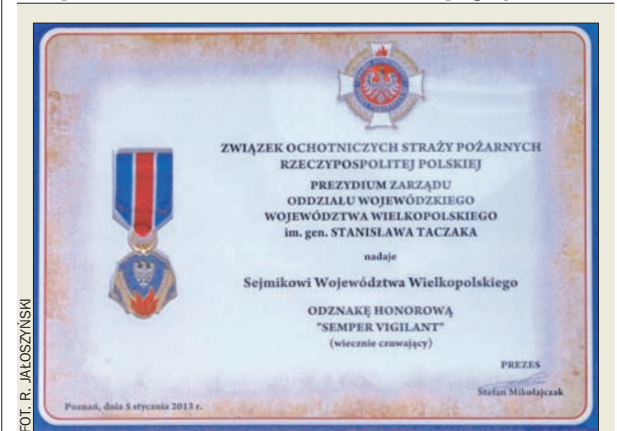 ZWIĄZEK OCHOTNICZYCH STRAŻY POŻARNYCH
RZECZYPOSPOLITEJ POLSKIEJ
PREZYDIUM ZARZĄDU
ODDZIAŁU WOJEWÓDZKIEGO
WOJEWÓDZTWA WIELKOPOLSKIEGO
im. gen. STANISŁAWA TACZAKA
nadaje
Sejmikowi Województwa Wielkopolskiego
ODZNAKĘ HONOROWĄ
"SEMPER VIGILANT"
(wiecznie czuwający)
PREZES
Stefan Mikołajczak
Poznań, dnia 5 stycznia 2013 r.
FOT. R. JAŁOSZYŃSKI